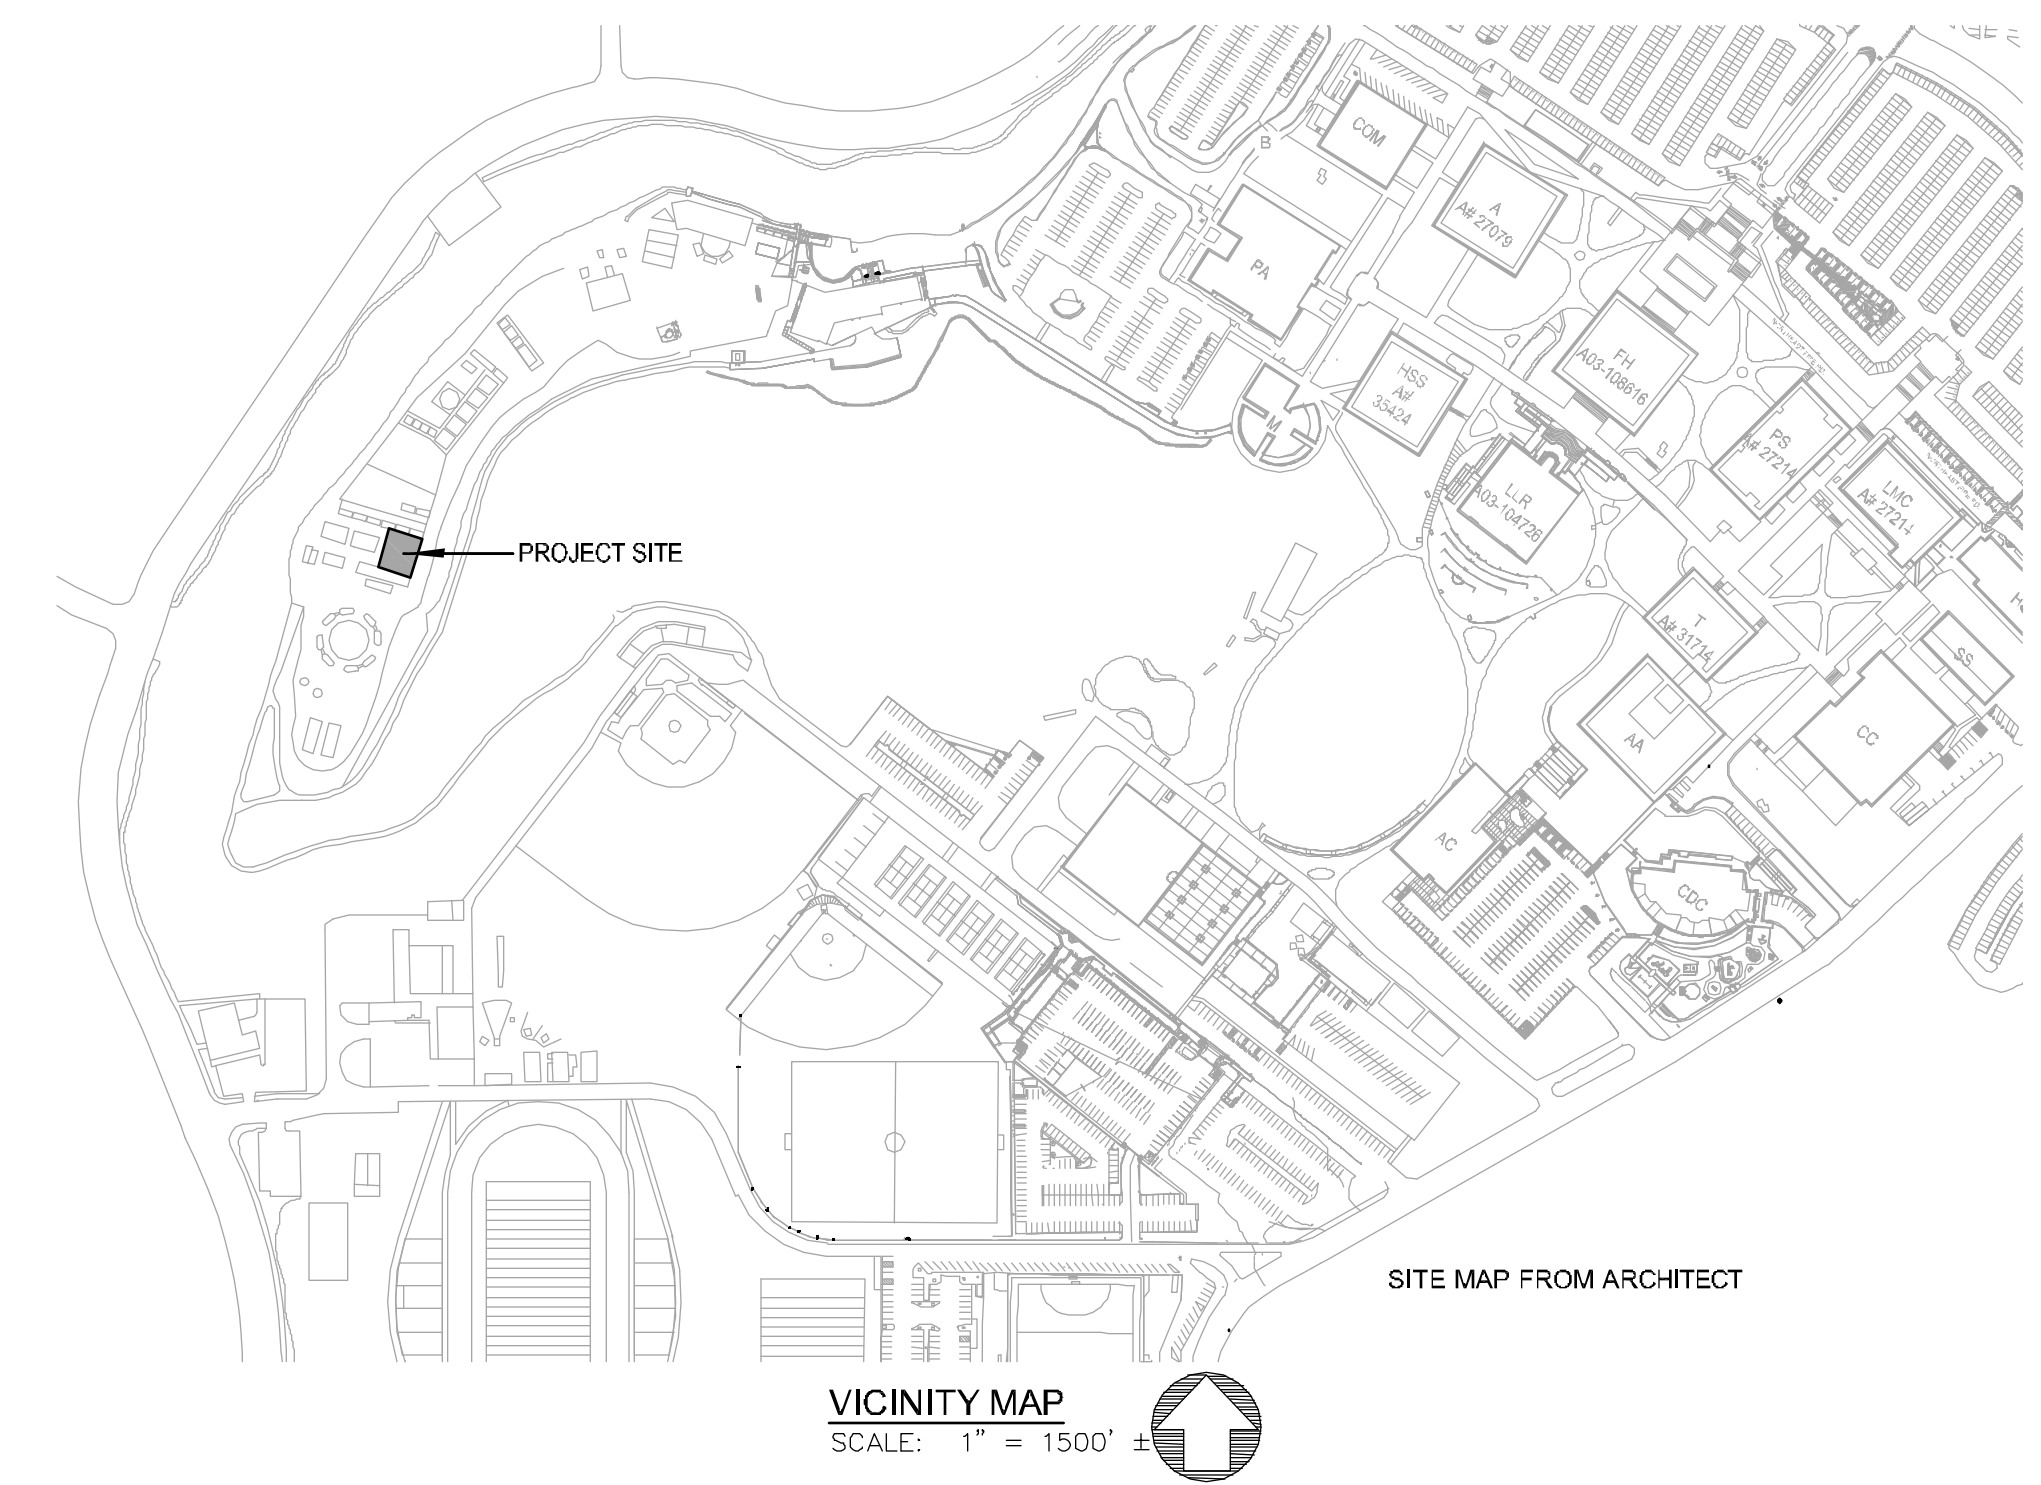 COM
B
A
A# 27079
PA
FH
A03-108616
HSS
A#
35424
M
PS
A# 27214
LLR
A03-104726
LMC
A# 27214
PROJECT SITE
T
A# 31714
SS
AA
CC
AC
CDC
SITE MAP FROM ARCHITECT
VICINITY MAP
SCALE: 1" = 1500' ±